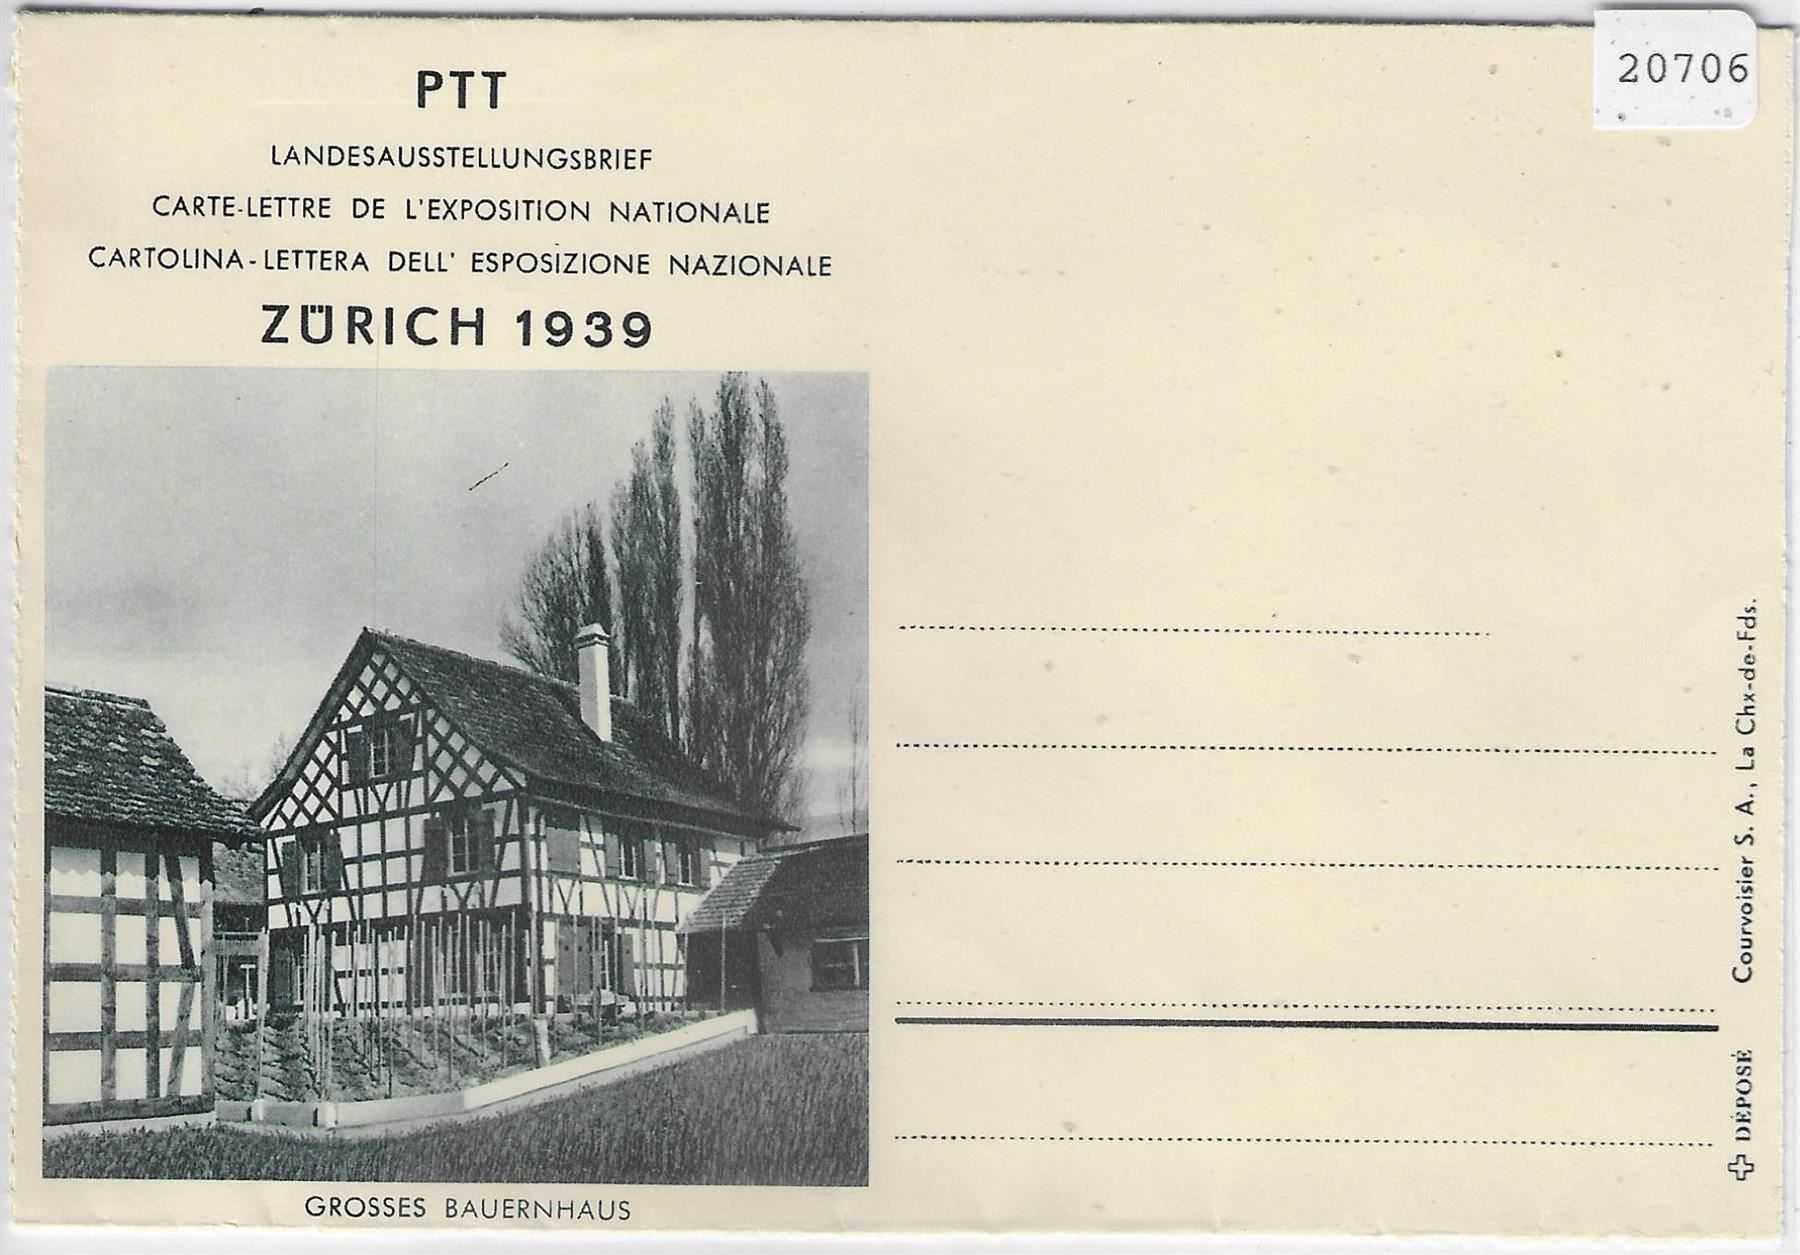 20706
PTT
LANDESAUSSTELLUNGSBRIEF
CARTE-LETTRE DE L'EXPOSITION NATIONALE
CARTOLINA-LETTERA DELL' ESPOSIZIONE NAZIONALE
ZÜRICH 1939
GROSSES BAUERNHAUS
DÉPOSÉ Courvoisier S. A., La Chx-de-Fds.